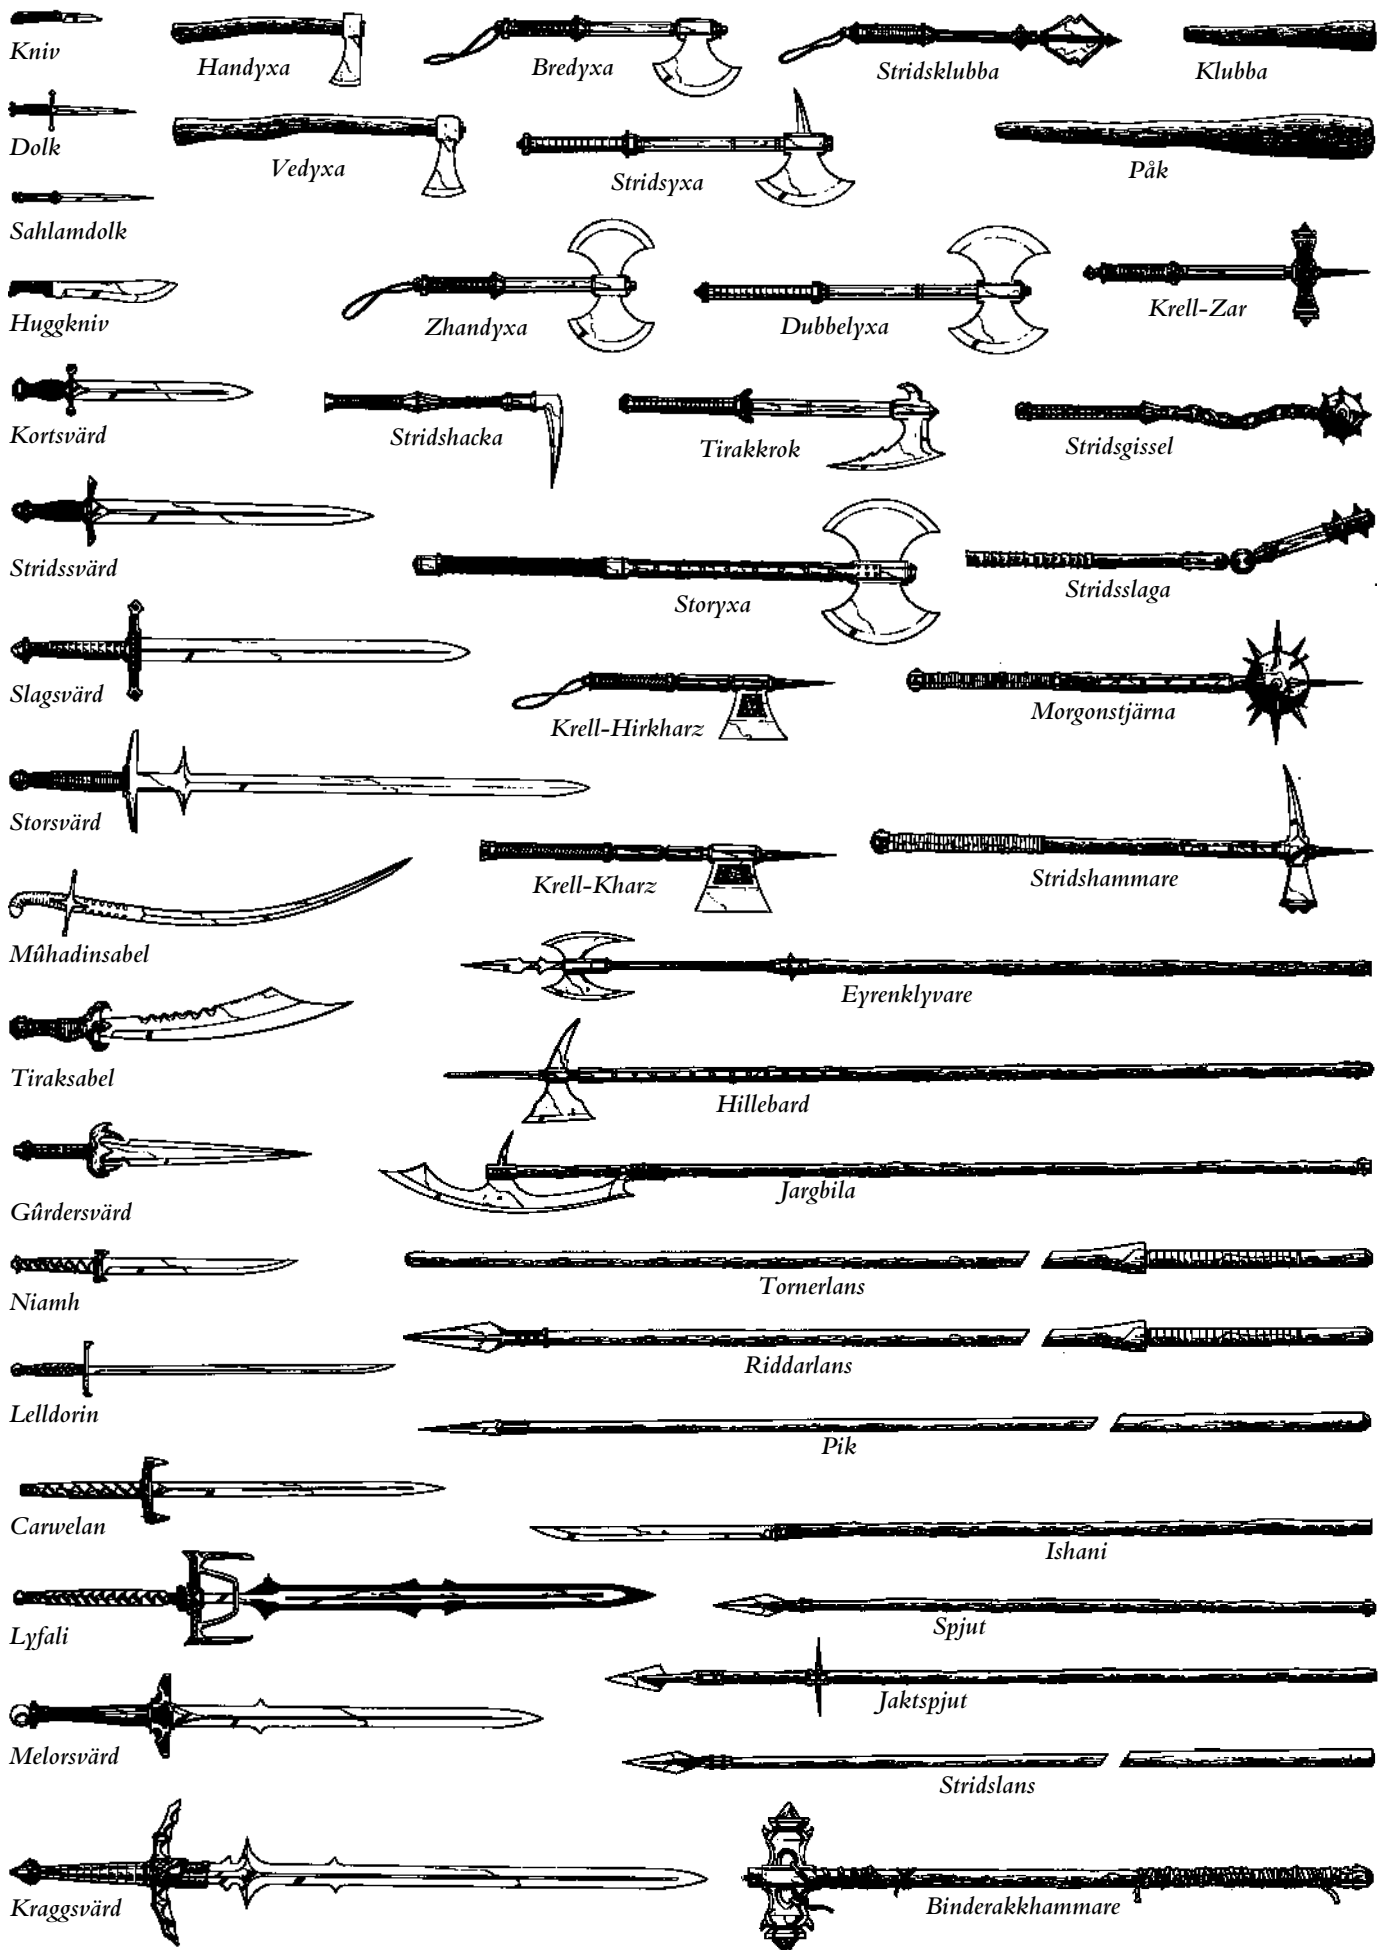 Kniv
Handyxa
Bredyxa
Stridsklubba
Klubba
Dolk
Vedyxa
Stridsyxa
Påk
Sahlamdolk
Huggkniv
Zhandyxa
Dubbelyxa
Krell-Zar
Kortsvärd
Stridshacka
Tirakkrok
Stridsgissel
Stridssvärd
Storyxa
Stridsslaga
Slagsvärd
Krell-Hirkharz
Morgonstjärna
Storsvärd
Krell-Kharz
Stridshammare
Mûhadinsabel
Eyrenklyvare
Tiraksabel
Hillebard
Gûrdersvärd
Jargbila
Niamh
Tornerlans
Lelldorin
Riddarlans
Pik
Carwelan
Ishani
Lyfali
Spjut
Melorsvärd
Jaktspjut
Stridslans
Kraggsvärd
Binderakkhammare